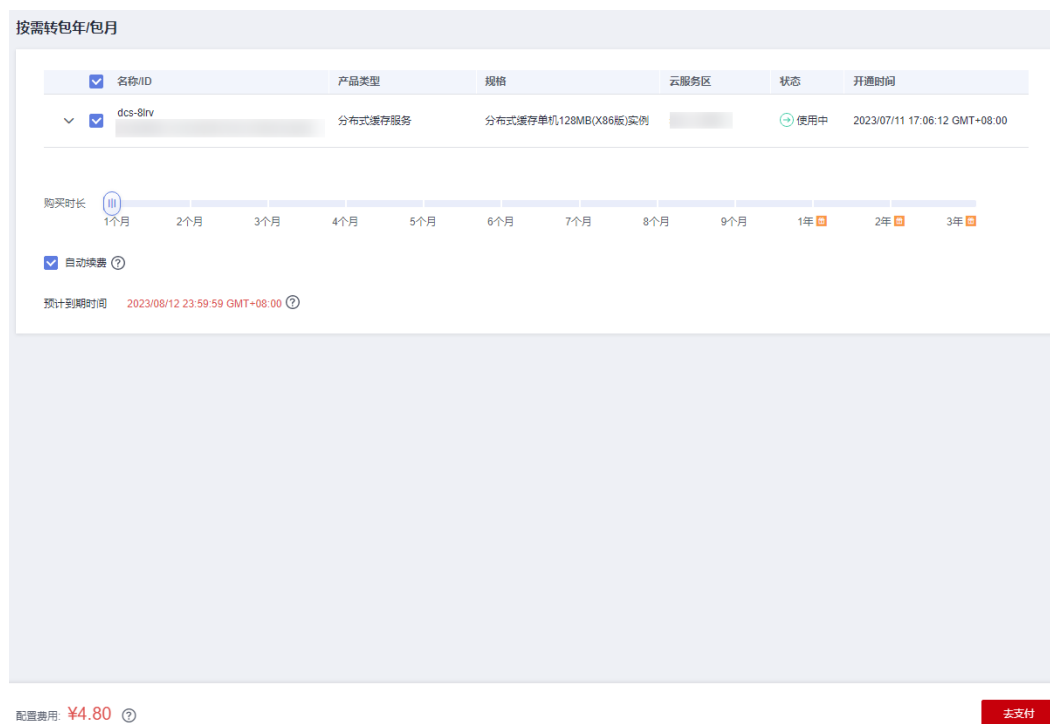 按需转包年/包月
名称/ID 产品类型 规格 云服务区 状态 开通时间
dcs-8lrv
分布式缓存服务 分布式缓存单机128MB(X86版)实例 使用中 2023/07/11 17:06:12 GMT+08:00
购买时长
1个月 2个月 3个月 4个月 5个月 6个月 7个月 8个月 9个月 1年 2年 3年
自动续费
预计到期时间 2023/08/12 23:59:59 GMT+08:00
配置费用: ¥4.80
去支付